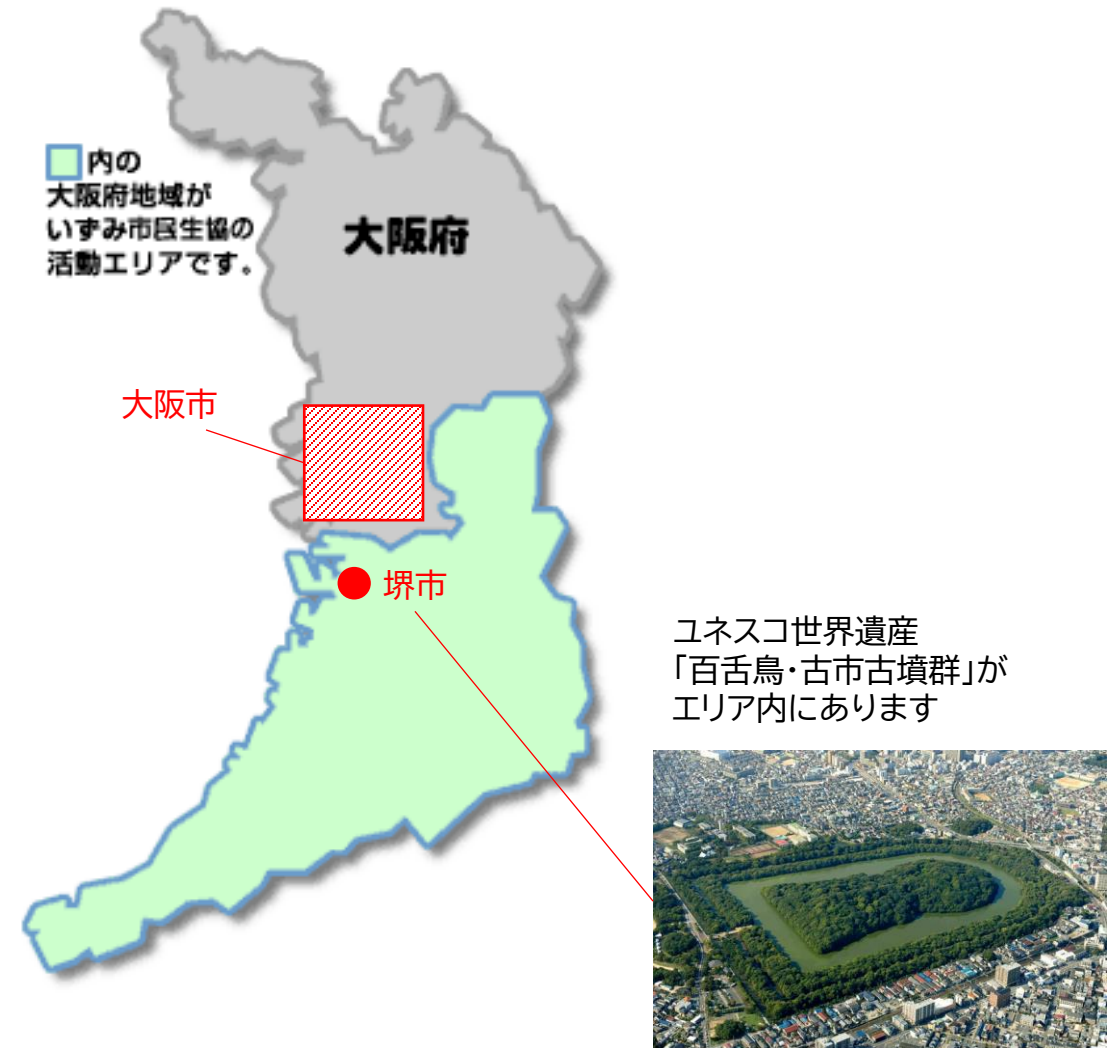 内の
大阪府地域が
いずみ市民生協の
活動エリアです。
大阪府
大阪市
堺市
ユネスコ世界遺産
「百舌鳥・古市古墳群」が
エリア内にあります